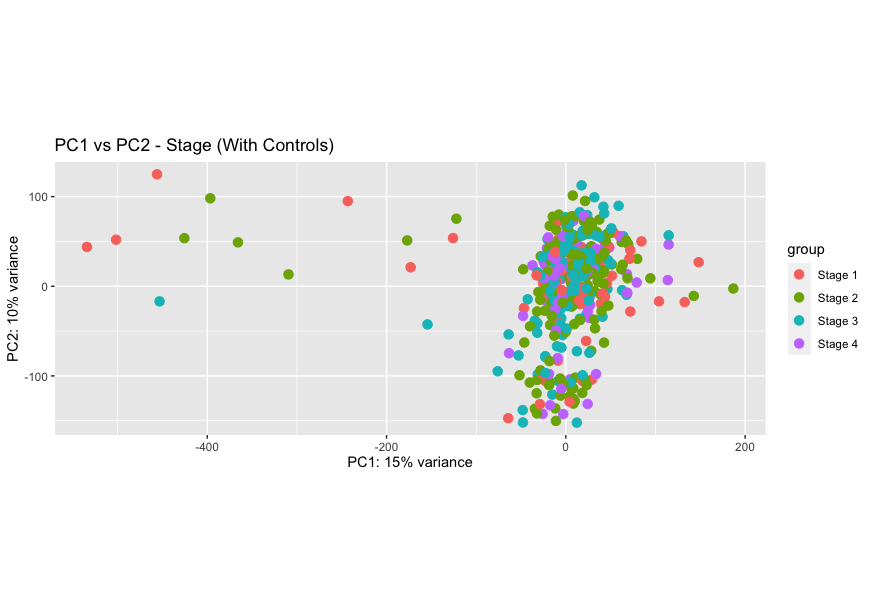 PC1 vs PC2 - Stage (With Controls)
100
0
-100
PC2: 10% variance
-400
-200
0
200
PC1: 15% variance
group
Stage 1
Stage 2
Stage 3
Stage 4